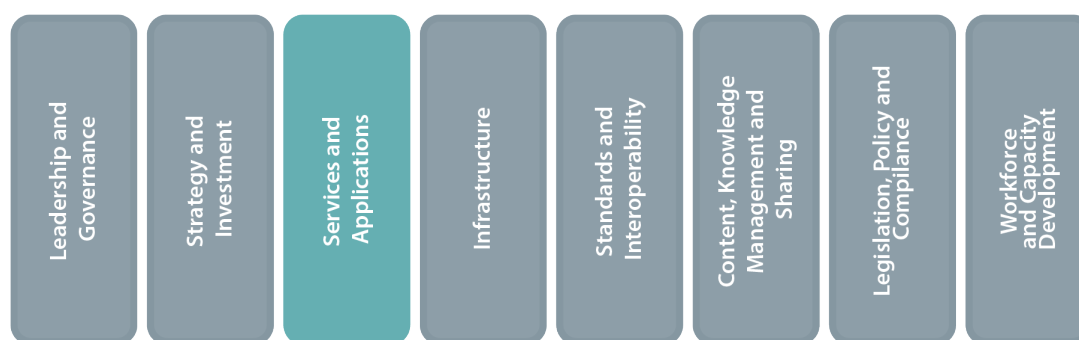 Leadership and
Governance
Strategy and
Investment
Services and
Applications
Infrastructure
Standards and
Interoperability
Content, Knowledge
Management and
Sharing
Legislation, Policy and
Compilance
Workforce
and Capacity
Development